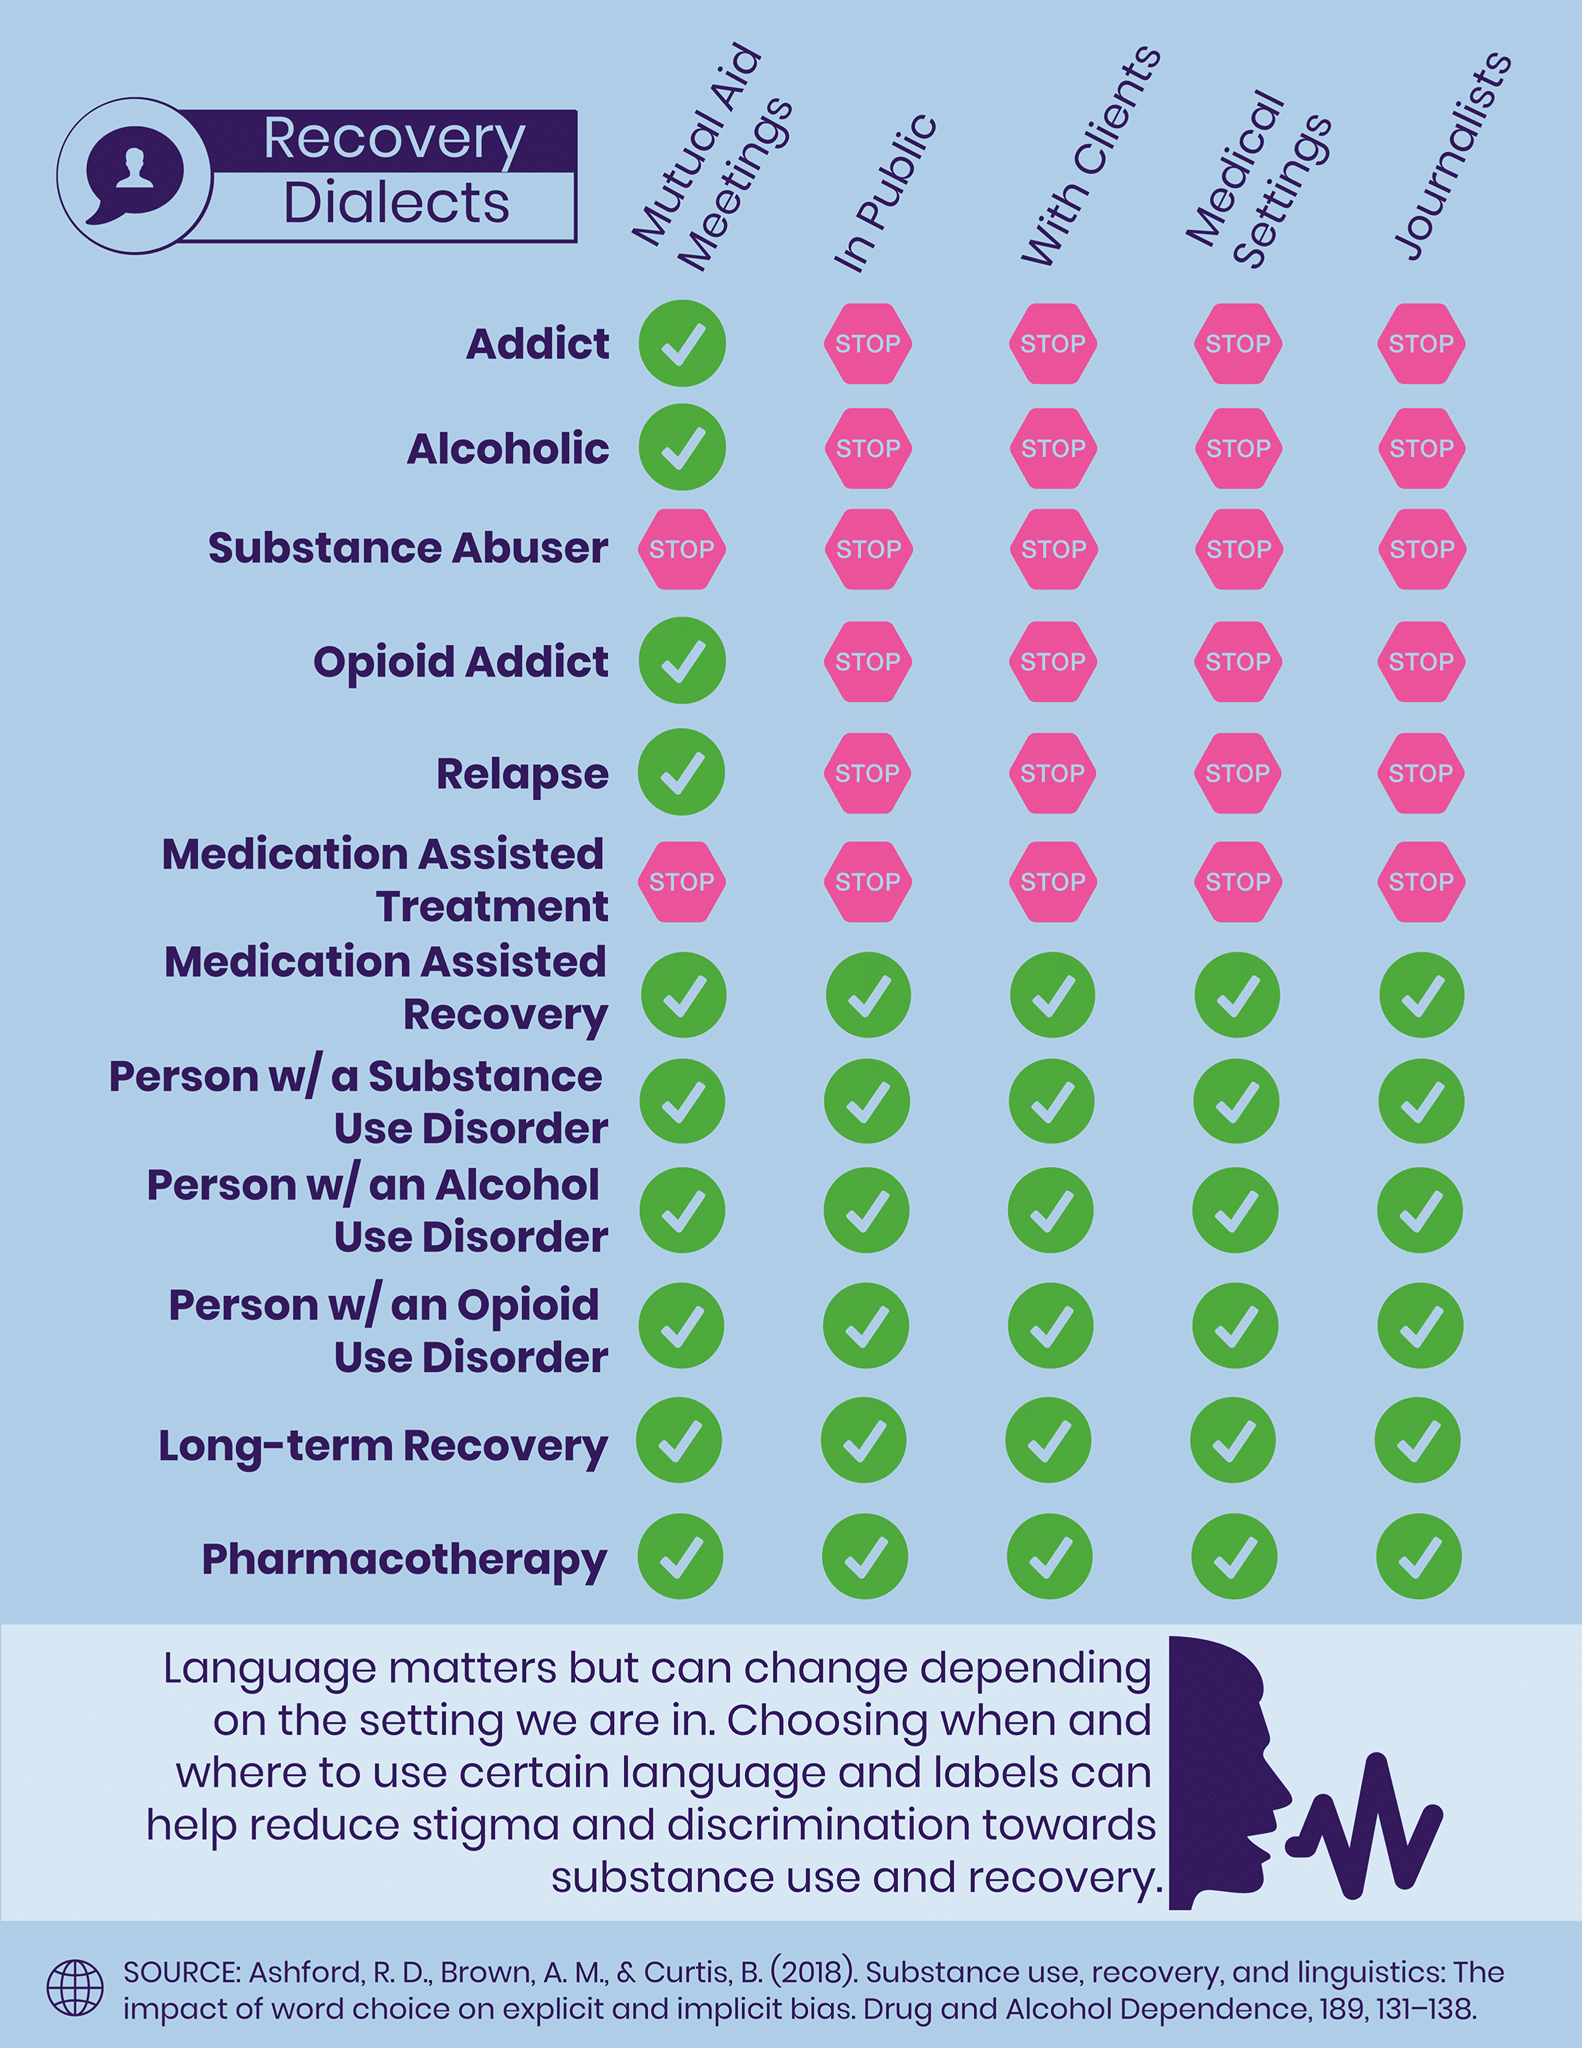 Recovery
Dialects
Mutual Aid
Meetings
In Public
With Clients
Medical
Settings
Journalists
Addict
STOP STOP STOP STOP
Alcoholic
STOP STOP STOP STOP
Substance Abuser
STOP STOP STOP STOP STOP
Opioid Addict
STOP STOP STOP STOP
Relapse
STOP STOP STOP STOP
Medication Assisted
Treatment
STOP STOP STOP STOP STOP
Medication Assisted
Recovery
Person w/ a Substance
Use Disorder
Person w/ an Alcohol
Use Disorder
Person w/ an Opioid
Use Disorder
Long-term Recovery
Pharmacotherapy
Language matters but can change depending
on the setting we are in. Choosing when and
where to use certain language and labels can
help reduce stigma and discrimination towards
substance use and recovery.
SOURCE: Ashford, R. D., Brown, A. M., & Curtis, B. (2018). Substance use, recovery, and linguistics: The
impact of word choice on explicit and implicit bias. Drug and Alcohol Dependence, 189, 131–138.